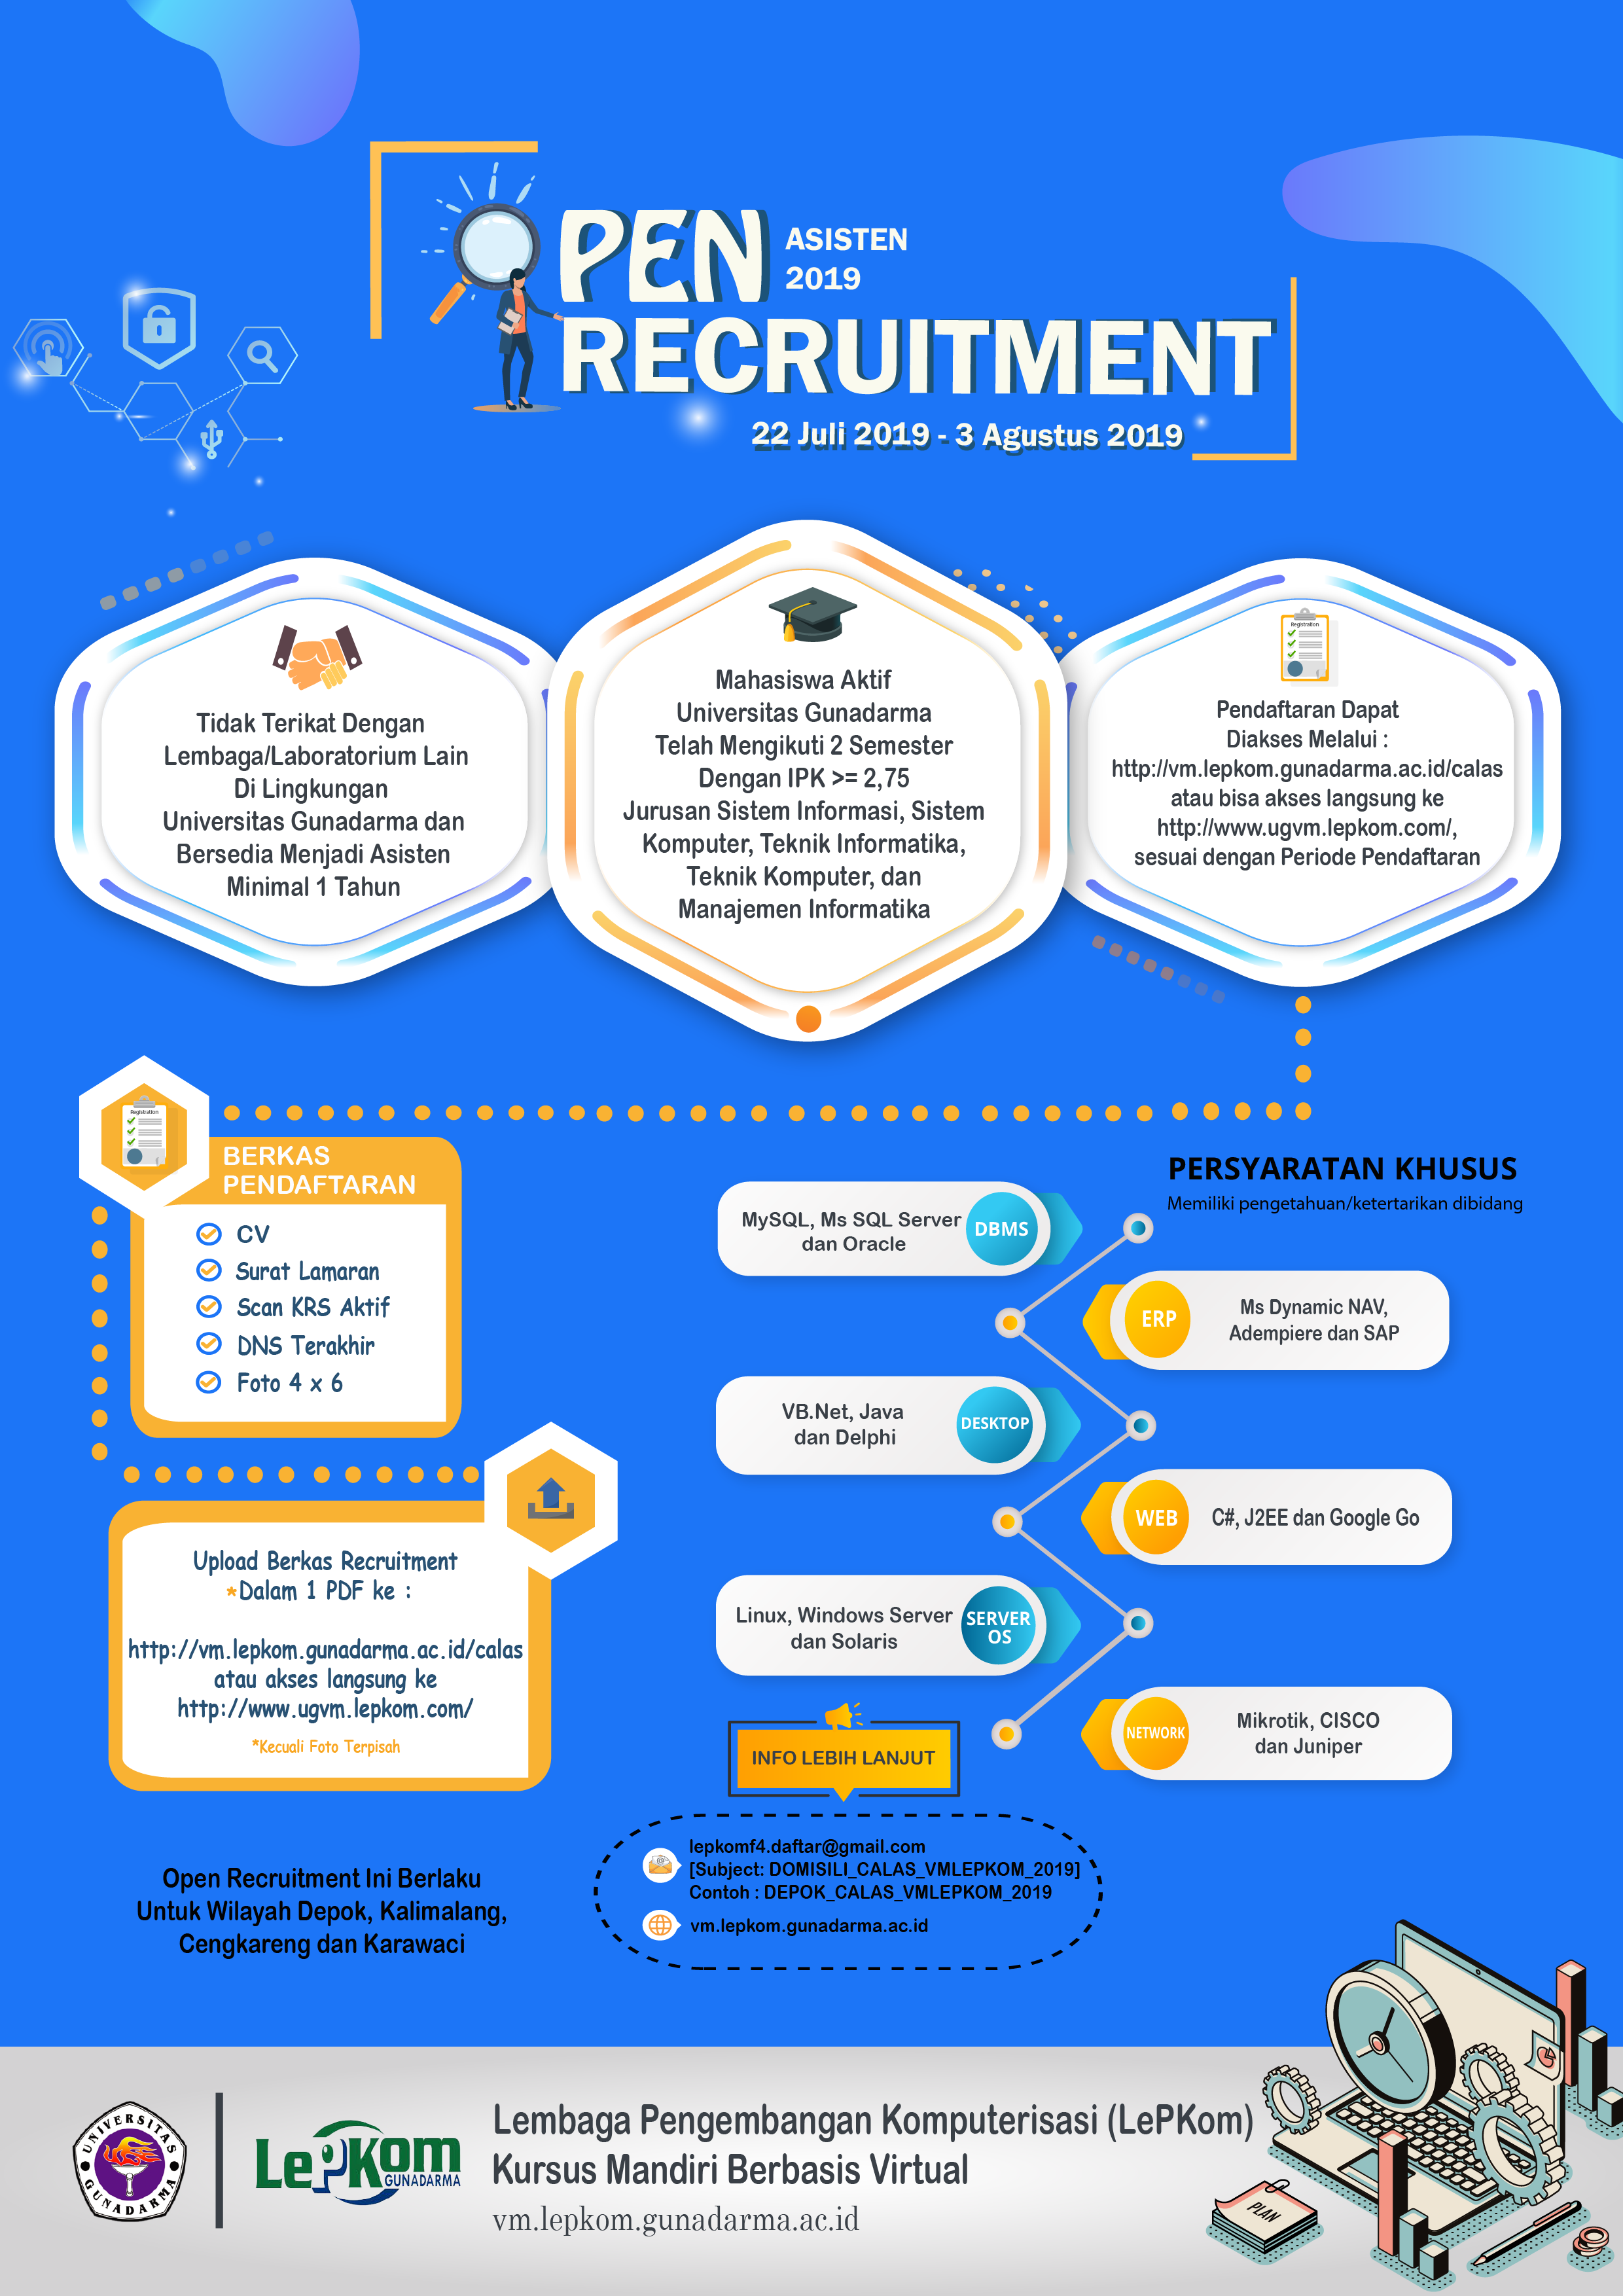 PEN
ASISTEN
2019
RECRUITMENT
22 Juli 2019 - 3 Agustus 2019
Tidak Terikat Dengan
Lembaga/Laboratorium Lain
Di Lingkungan
Universitas Gunadarma dan
Bersedia Menjadi Asisten
Minimal 1 Tahun
Mahasiswa Aktif
Universitas Gunadarma
Telah Mengikuti 2 Semester
Dengan IPK >= 2,75
Jurusan Sistem Informasi, Sistem
Komputer, Teknik Informatika,
Teknik Komputer, dan
Manajemen Informatika
Registration
Pendaftaran Dapat
Diakses Melalui :
http://vm.lepkom.gunadarma.ac.id/calas
atau bisa akses langsung ke
http://www.ugvm.lepkom.com/,
sesuai dengan Periode Pendaftaran
Registration
BERKAS
PENDAFTARAN
CV
Surat Lamaran
Scan KRS Aktif
DNS Terakhir
Foto 4 x 6
Upload Berkas Recruitment
*Dalam 1 PDF ke :
http://vm.lepkom.gunadarma.ac.id/calas
atau akses langsung ke
http://www.ugvm.lepkom.com/
*Kecuali Foto Terpisah
PERSYARATAN KHUSUS
Memiliki pengetahuan/ketertarikan dibidang
MySQL, Ms SQL Server
dan Oracle
DBMS
ERP
Ms Dynamic NAV,
Adempiere dan SAP
VB.Net, Java
dan Delphi
DESKTOP
WEB
C#, J2EE dan Google Go
Linux, Windows Server
dan Solaris
SERVER
OS
NETWORK
Mikrotik, CISCO
dan Juniper
INFO LEBIH LANJUT
lepkomf4.daftar@gmail.com
[Subject: DOMISILI_CALAS_VMLEPKOM_2019]
Contoh : DEPOK_CALAS_VMLEPKOM_2019
vm.lepkom.gunadarma.ac.id
Open Recruitment Ini Berlaku
Untuk Wilayah Depok, Kalimalang,
Cengkareng dan Karawaci
UNIVERSITAS
GUNADARMA
LePKom
GUNADARMA
Lembaga Pengembangan Komputerisasi (LePKom)
Kursus Mandiri Berbasis Virtual
vm.lepkom.gunadarma.ac.id
PLAN